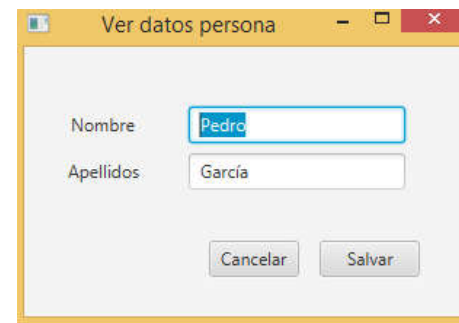 Ver datos persona
Nombre Pedro
Apellidos García
Cancelar Salvar